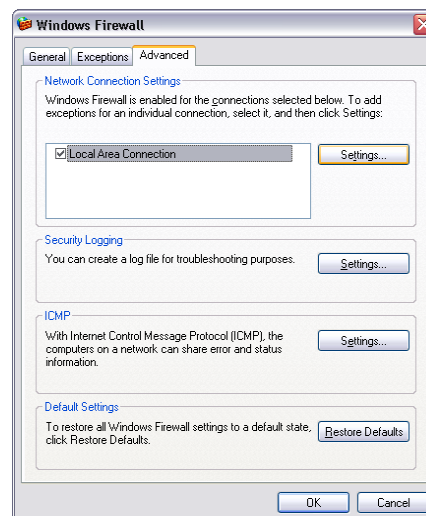 Windows Firewall
General Exceptions Advanced
Network Connection Settings
Windows Firewall is enabled for the connections selected
below. To add
exceptions for an individual connection, select it, and then click Settings:
Local Area Connection
Settings...
Security Logging
You can create a log file for troubleshooting purposes.
Settings...
ICMP
With Internet Control Message Protocol (ICMP), the
computers on a network can share error and status
information.
Settings...
Default Settings
To restore all Windows Firewall settings to a default state,
click Restore Defaults.
Restore Defaults
OK Cancel